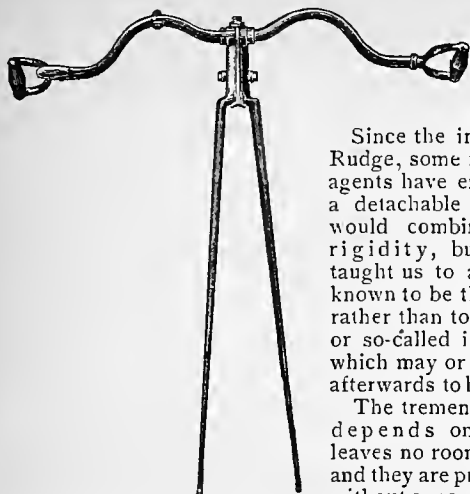 Since the in
Rudge, some
agents have e
a detachable
would combin
rigidity, bu
taught us to a
known to be th
rather than to
or so-called i
which may or
afterwards to b
The tremen
depends on
leaves no room
and they are pr